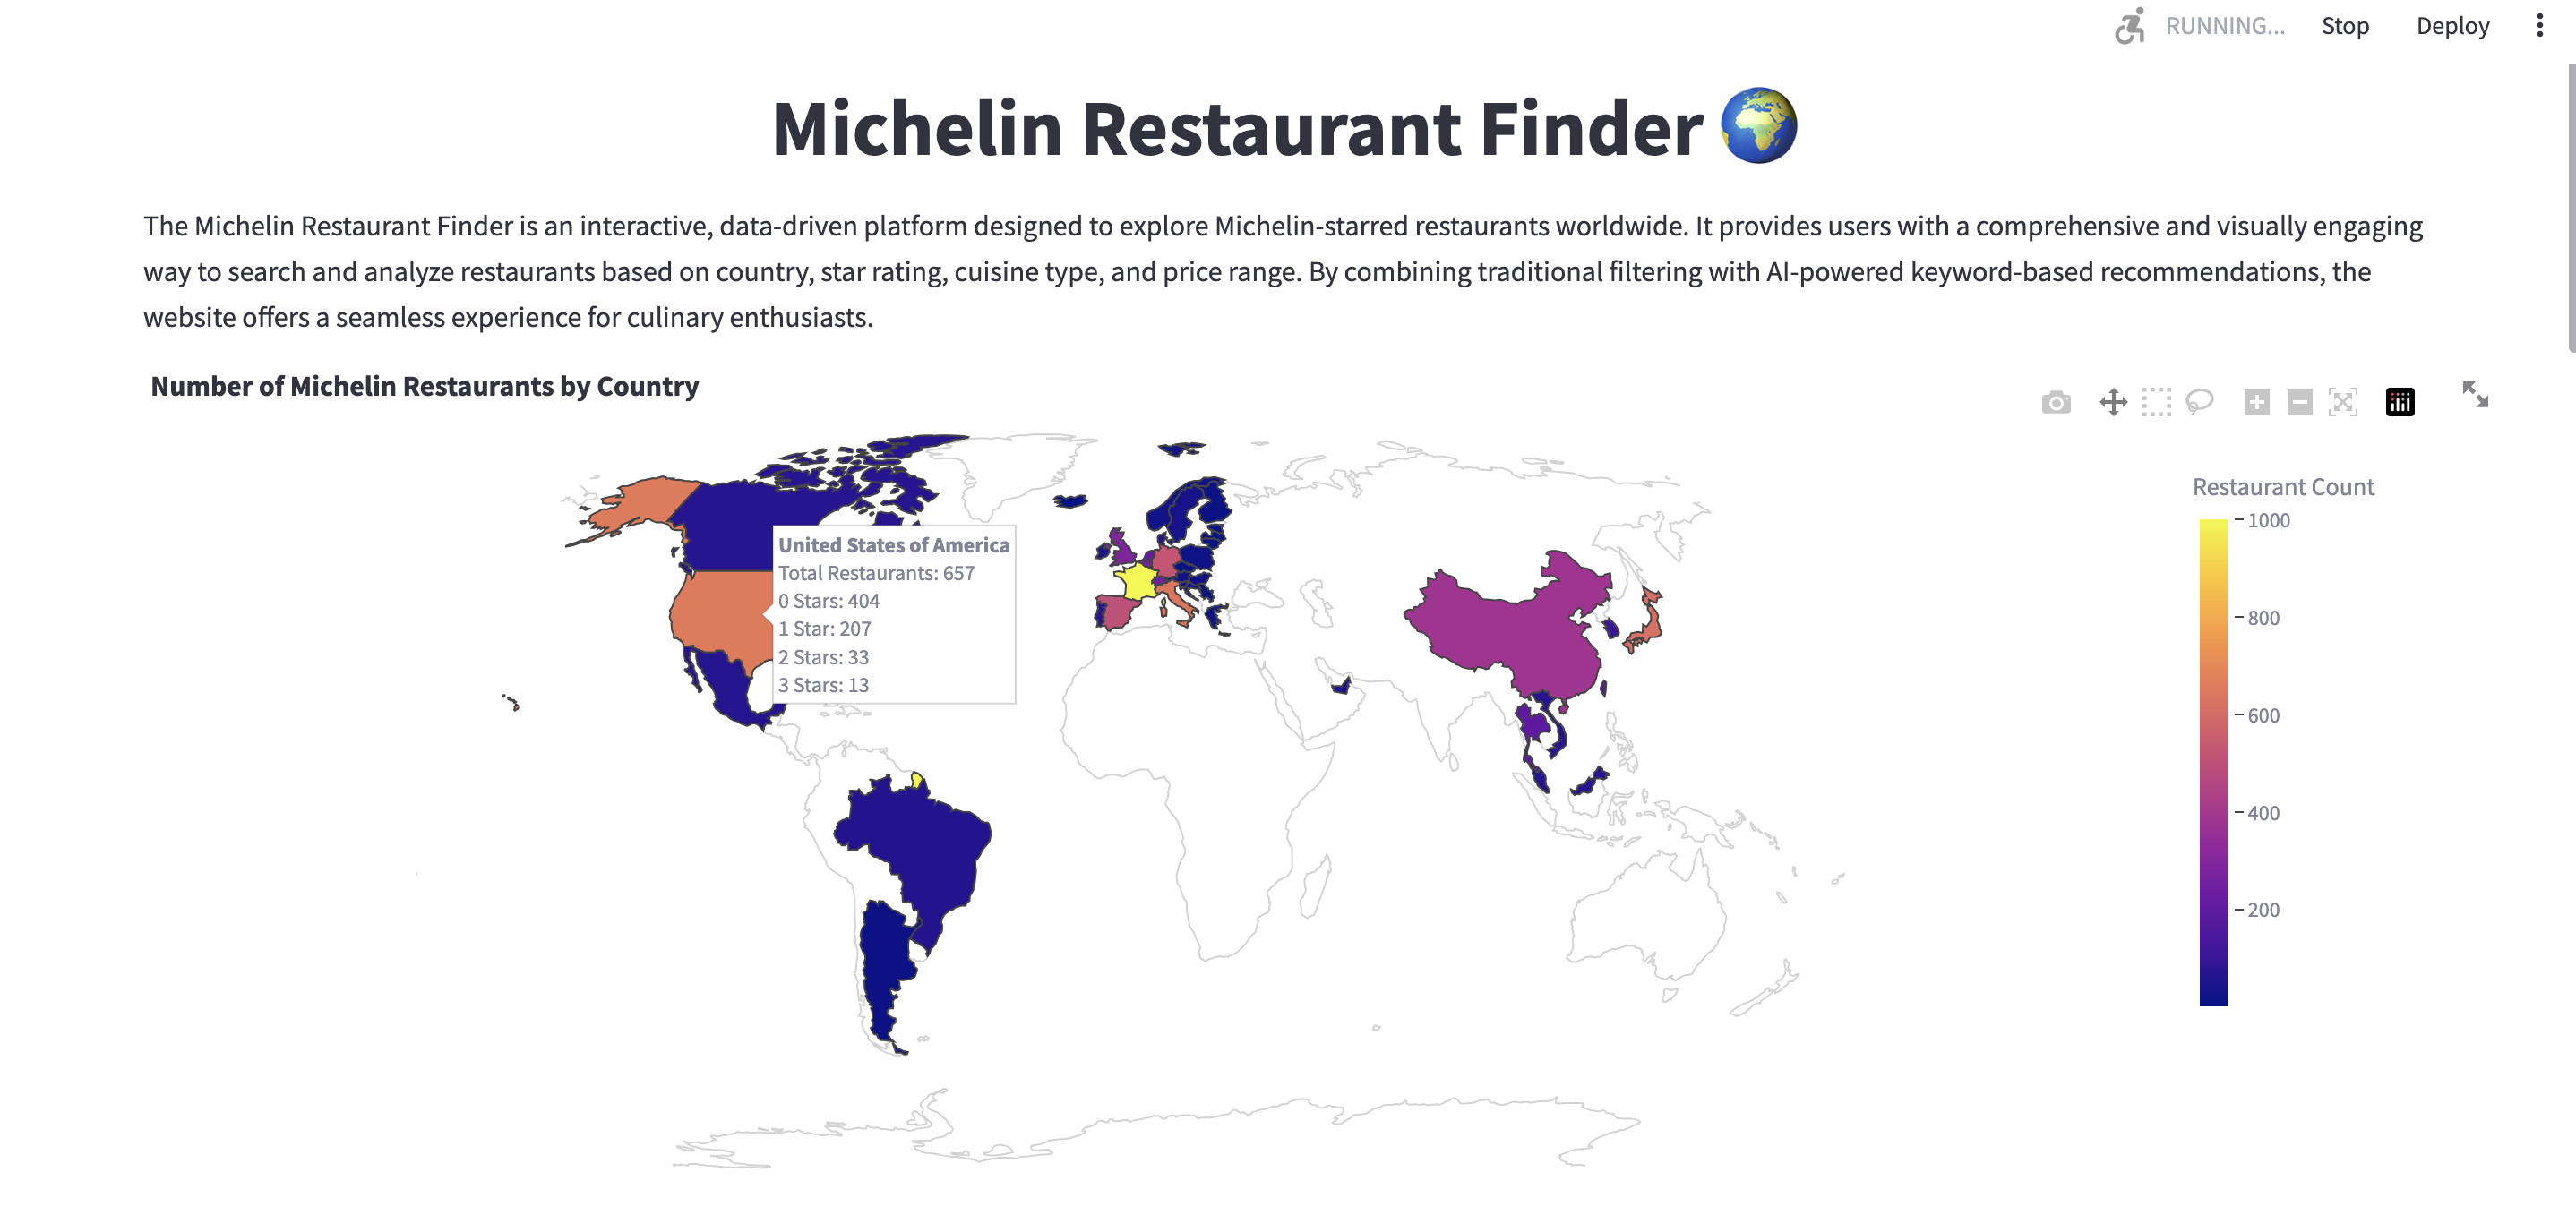 RUNNING... Stop Deploy
Michelin Restaurant Finder
The Michelin Restaurant Finder is an interactive, data-driven platform designed to explore Michelin-starred restaurants worldwide. It provides users with a comprehensive and visually engaging
way to search and analyze restaurants based on country, star rating, cuisine type, and price range. By combining traditional filtering with AI-powered keyword-based recommendations, the
website offers a seamless experience for culinary enthusiasts.
Number of Michelin Restaurants by Country
United States of America
Total Restaurants: 657
0 Stars: 404
1 Star: 207
2 Stars: 33
3 Stars: 13
Restaurant Count
1000
800
600
400
200